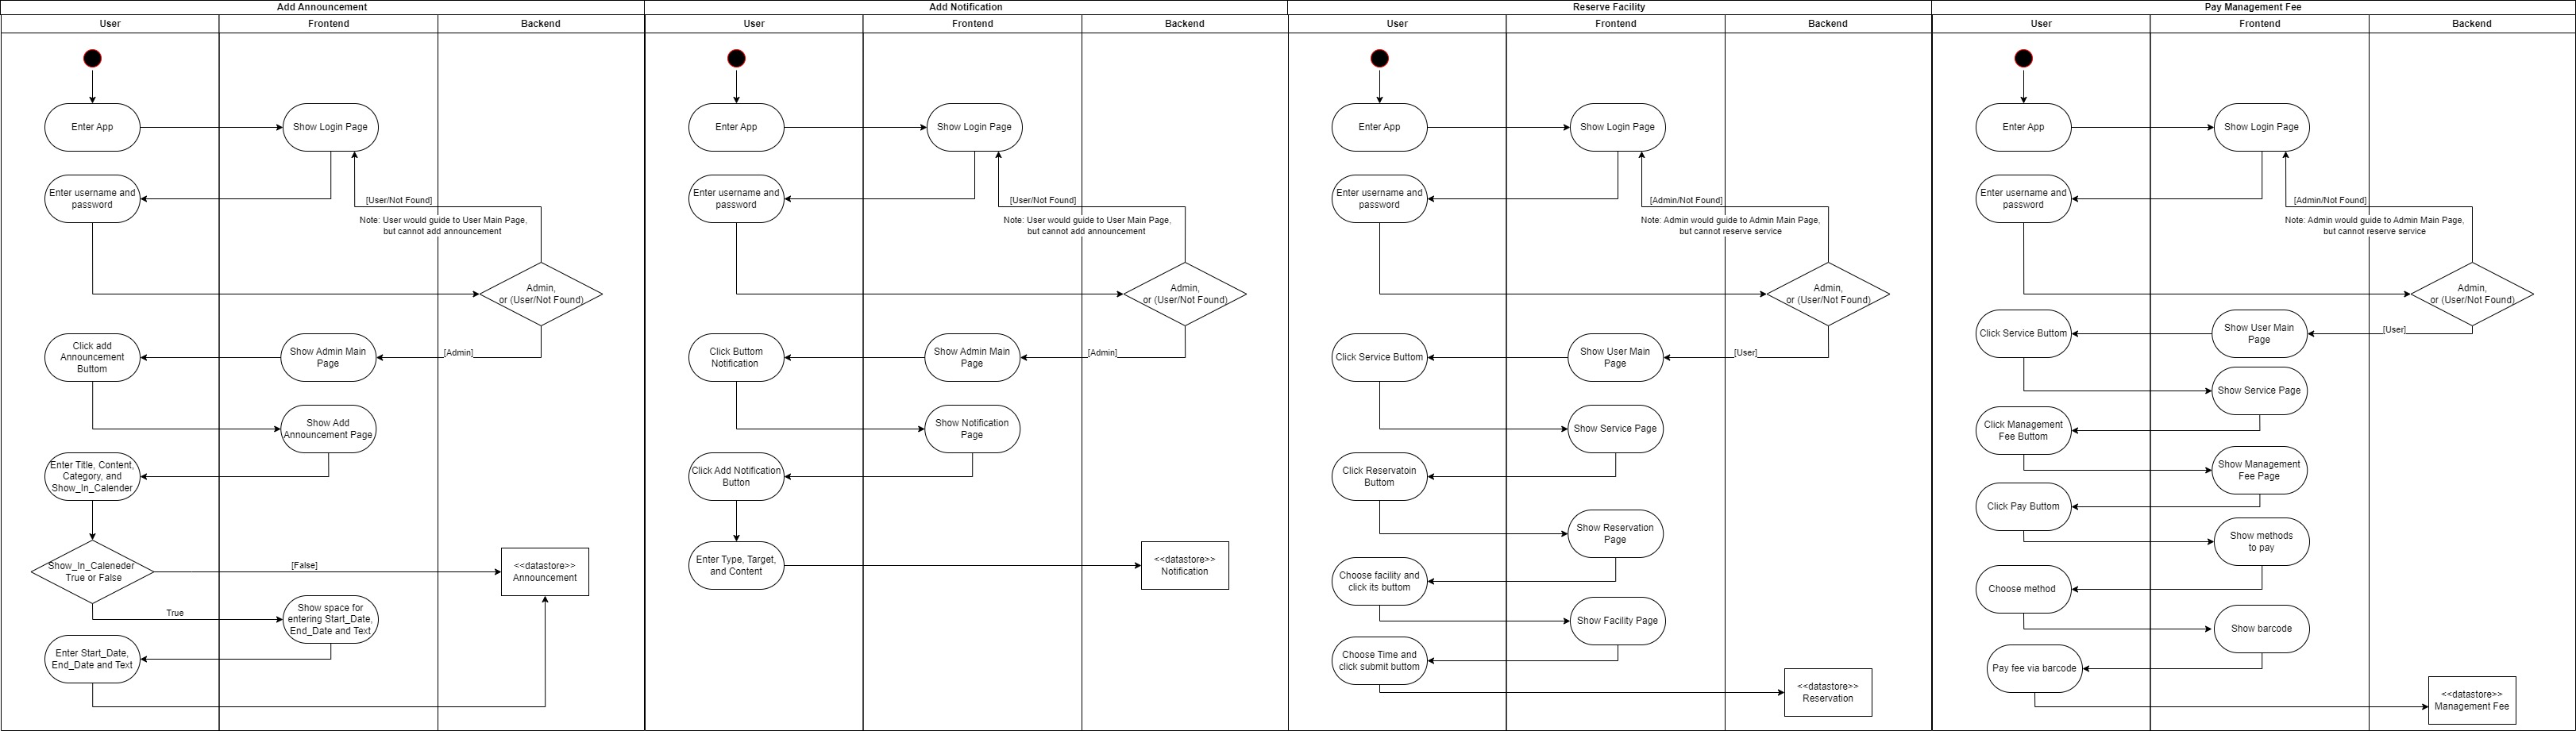 Add Announcement
User
Frontend
Backend
Enter App
Show Login Page
Enter username and
password
[User/Not Found]
Note: User would guide to User Main Page,
but cannot add announcement
Admin,
or (User/Not Found)
Click add
Announcement
Buttom
Show Admin Main
Page
[Admin]
Show Add
Announcement Page
Enter Title, Content,
Category, and
Show_In_Calender
Show_In_Caleneder
True or False
[False]
<<datastore>>
Announcement
True
Show space for
entering Start_Date,
End_Date and Text
Enter Start_Date,
End_Date and Text
Add Notification
User
Frontend
Backend
Enter App
Show Login Page
Enter username and
password
[User/Not Found]
Note: User would guide to User Main Page,
but cannot add announcement
Admin,
or (User/Not Found)
Click Buttom
Notification
Show Admin Main
Page
[Admin]
Show Notification
Page
Click Add Notification
Button
Enter Type, Target,
and Content
<<datastore>>
Notification
Reserve Facility
User
Frontend
Backend
Enter App
Show Login Page
Enter username and
password
[Admin/Not Found]
Note: Admin would guide to Admin Main Page,
but cannot reserve service
Admin,
or (User/Not Found)
Click Service Buttom
Show User Main
Page
[User]
Show Service Page
Click Reservatoin
Buttom
Show Reservation
Page
Choose facility and
click its buttom
Show Facility Page
Choose Time and
click submit buttom
<<datastore>>
Reservation
Pay Management Fee
User
Frontend
Backend
Enter App
Show Login Page
Enter username and
password
[Admin/Not Found]
Note: Admin would guide to Admin Main Page,
but cannot reserve service
Admin,
or (User/Not Found)
Click Service Buttom
Show User Main
Page
[User]
Show Service Page
Click Management
Fee Buttom
Show Management
Fee Page
Click Pay Buttom
Show methods
to pay
Choose method
Show barcode
Pay fee via barcode
<<datastore>>
Management Fee